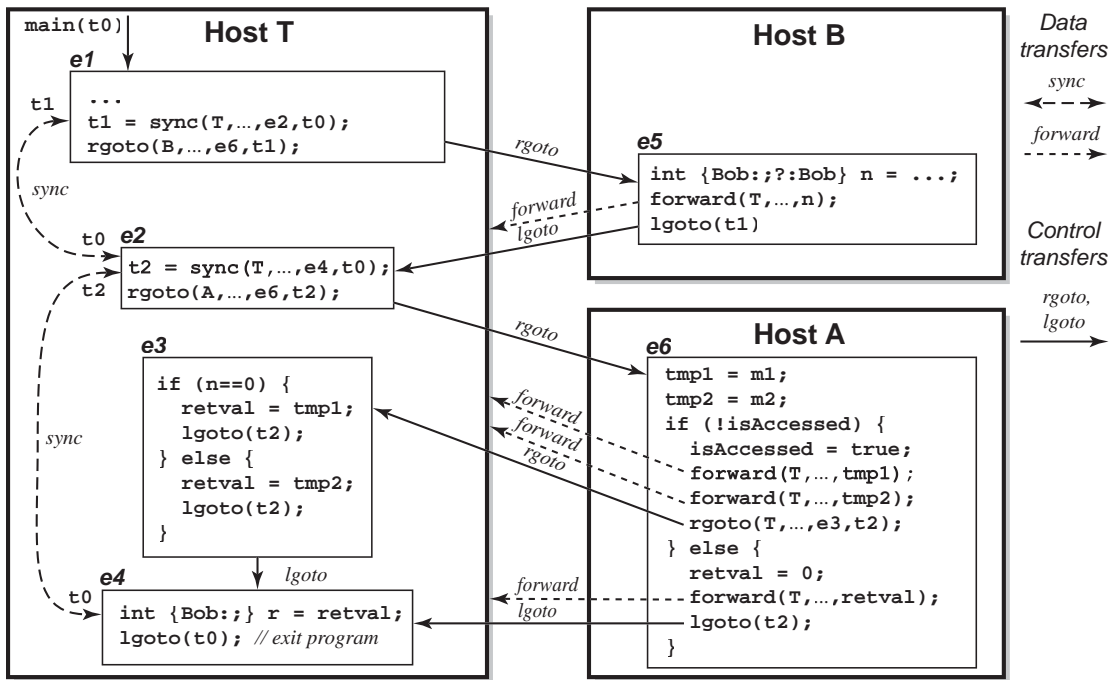 main(t0)
Host T
e1
...
t1 = sync(T,…,e2,t0);
rgoto(B,…,e6,t1);
t1
sync
t0
e2
t2 = sync(T,…,e4,t0);
rgoto(A,…,e6,t2);
t2
e3
if (n==0) {
retval = tmp1;
lgoto(t2);
} else {
retval = tmp2;
lgoto(t2);
}
sync
lgoto
e4
t0
int {Bob:;} r = retval;
lgoto(t0); // exit program
rgoto
forward
lgoto
rgoto
forward
forward
rgoto
forward
lgoto
Host B
e5
int {Bob:;?:Bob} n = ...;
forward(T,…,n);
lgoto(t1)
Host A
e6
tmp1 = m1;
tmp2 = m2;
if (!isAccessed) {
isAccessed = true;
forward(T,…,tmp1);
forward(T,…,tmp2);
rgoto(T,…,e3,t2);
} else {
retval = 0;
forward(T,…,retval);
lgoto(t2);
}
Data
transfers
sync
forward
Control
transfers
rgoto,
lgoto